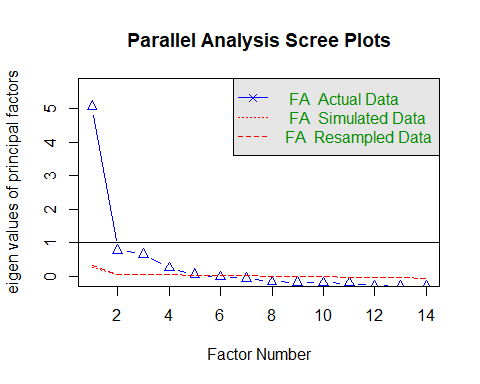 Parallel Analysis Scree Plots
eigen values of principal factors
5
4
3
2
1
0
FA Actual Data
FA Simulated Data
FA Resampled Data
2 4 6 8 10 12 14
Factor Number